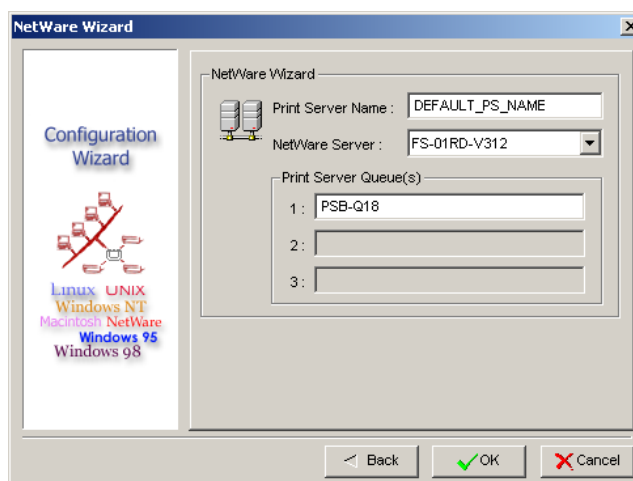 NetWare Wizard
Configuration
Wizard
Linux UNIX
Windows NT
Macintosh NetWare
Windows 95
Windows 98
NetWare Wizard
Print Server Name : DEFAULT_PS_NAME
NetWare Server : FS-01RD-V312
Print Server Queue(s)
1 : PSB-Q18
2 :
3 :
< Back
OK
Cancel